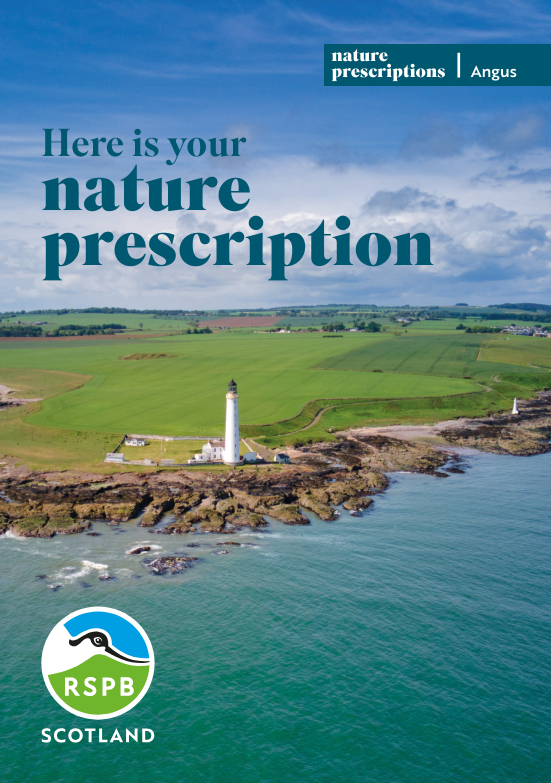 nature
prescriptions | Angus
Here is your
nature
prescription
RSPB
SCOTLAND